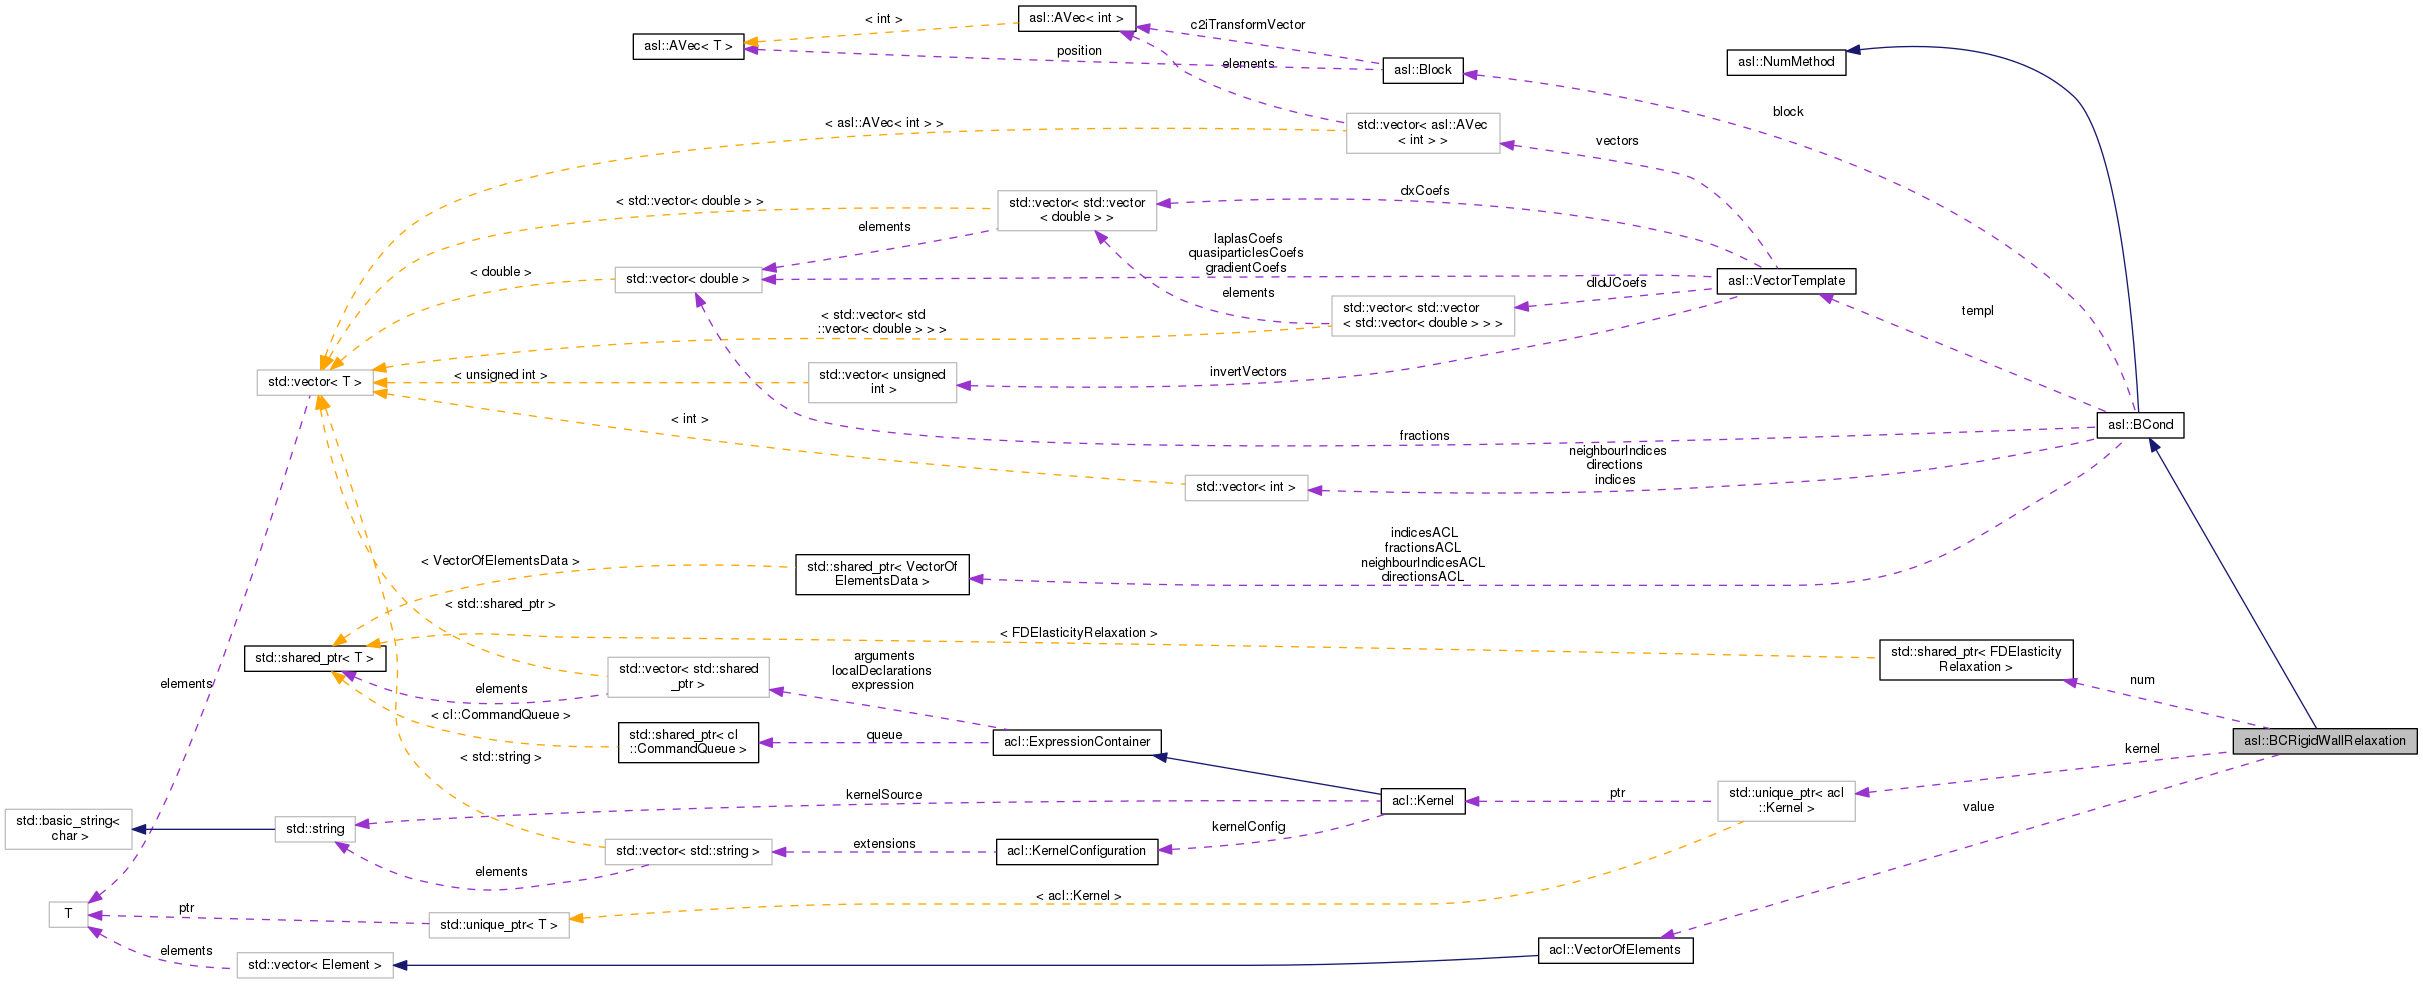 < int >
asl::AVec< int >
c2iTransformVector
asl::AVec< T >
position
elements
asl::Block
asl::NumMethod
block
< asl::AVec< int > >
std::vector< asl::AVec
< int > >
vectors
< std::vector< double > >
std::vector< std::vector
< double > >
dxCoefs
elements
laplasCoefs
quasiparticlesCoefs
gradientCoefs
< double >
std::vector< double >
asl::VectorTemplate
elements
dldJCoefs
std::vector< std::vector
< std::vector< double > > >
templ
< std::vector< std
::vector< double > > >
std::vector< T >
< unsigned int >
std::vector< unsigned
int >
invertVectors
< int >
fractions
asl::BCond
neighbourIndices
directions
indices
std::vector< int >
indicesACL
fractionsACL
neighbourIndicesACL
directionsACL
< VectorOfElementsData >
std::shared_ptr< VectorOf
ElementsData >
< std::shared_ptr >
< FDElasticityRelaxation >
std::shared_ptr< T >
std::vector< std::shared
_ptr >
arguments
localDeclarations
expression
std::shared_ptr< FDElasticity
Relaxation >
num
elements
elements
< cl::CommandQueue >
std::shared_ptr< cl
::CommandQueue >
queue
acl::ExpressionContainer
asl::BCRigidWallRelaxation
kernel
< std::string >
kernelSource
acl::Kernel
ptr
std::unique_ptr< acl
::Kernel >
value
std::basic_string<
char >
std::string
kernelConfig
std::vector< std::string >
extensions
acl::KernelConfiguration
elements
< acl::Kernel >
T
ptr
std::unique_ptr< T >
elements
std::vector< Element >
acl::VectorOfElements